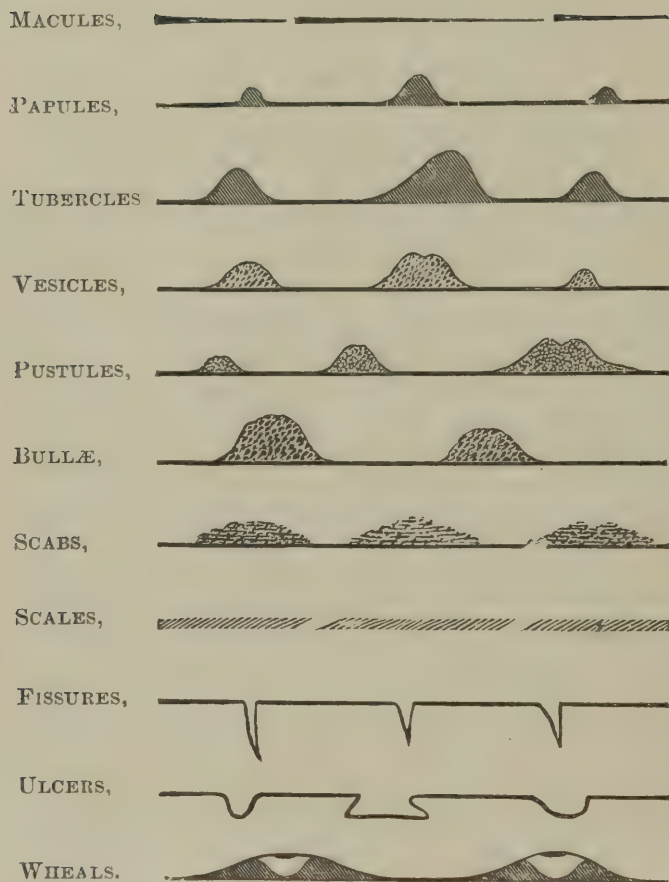 MACULES,
PAPULES,
TUBERCLES
VESICLES,
PUSTULES,
BULLÆ,
SCABS,
SCALES,
FISSURES,
ULCERS,
WHEALS.